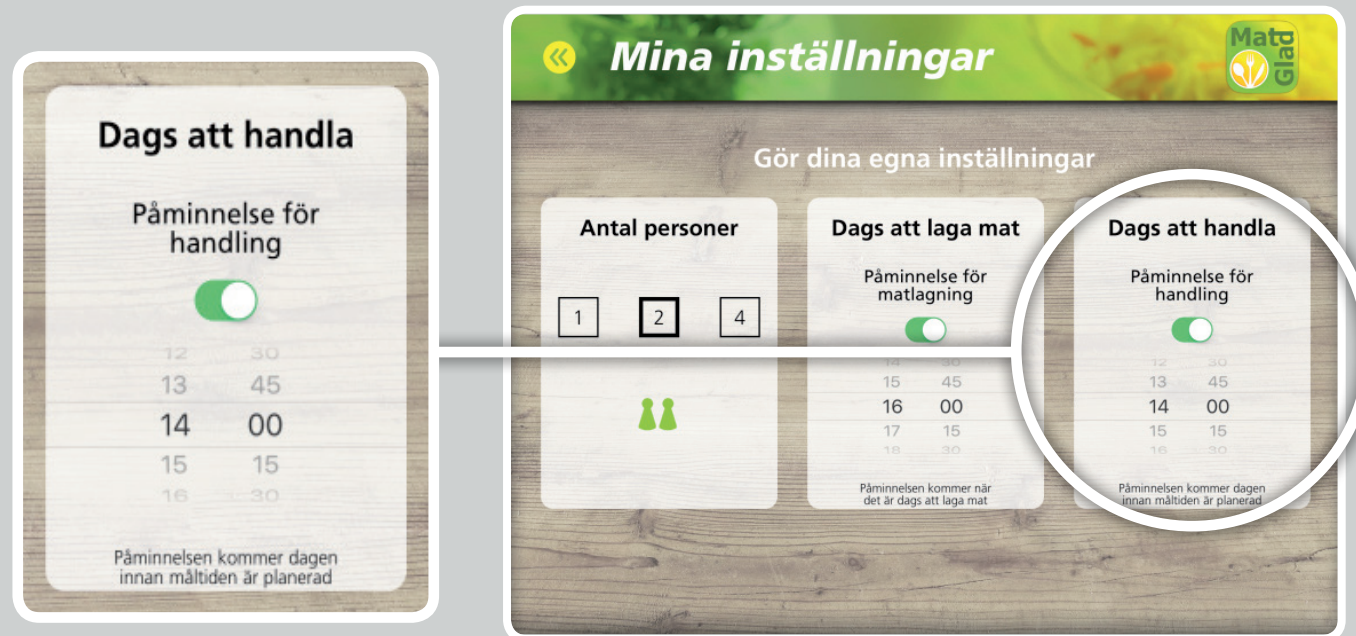 Dags att handla
Påminnelse för
handling
12 30
13 45
14 00
15 15
16 30
Påminnelsen kommer dagen
innan måltiden är planerad
Mina inställningar
Mat
Glad
Gör dina egna inställningar
Antal personer
1 2 4
Dags att laga mat
Påminnelse för
matlagning
14 30
15 45
16 00
17 15
18 30
Påminnelsen kommer när
det är dags att laga mat
Dags att handla
Påminnelse för
handling
12 30
13 45
14 00
15 15
16 30
Påminnelsen kommer dagen
innan måltiden är planerad